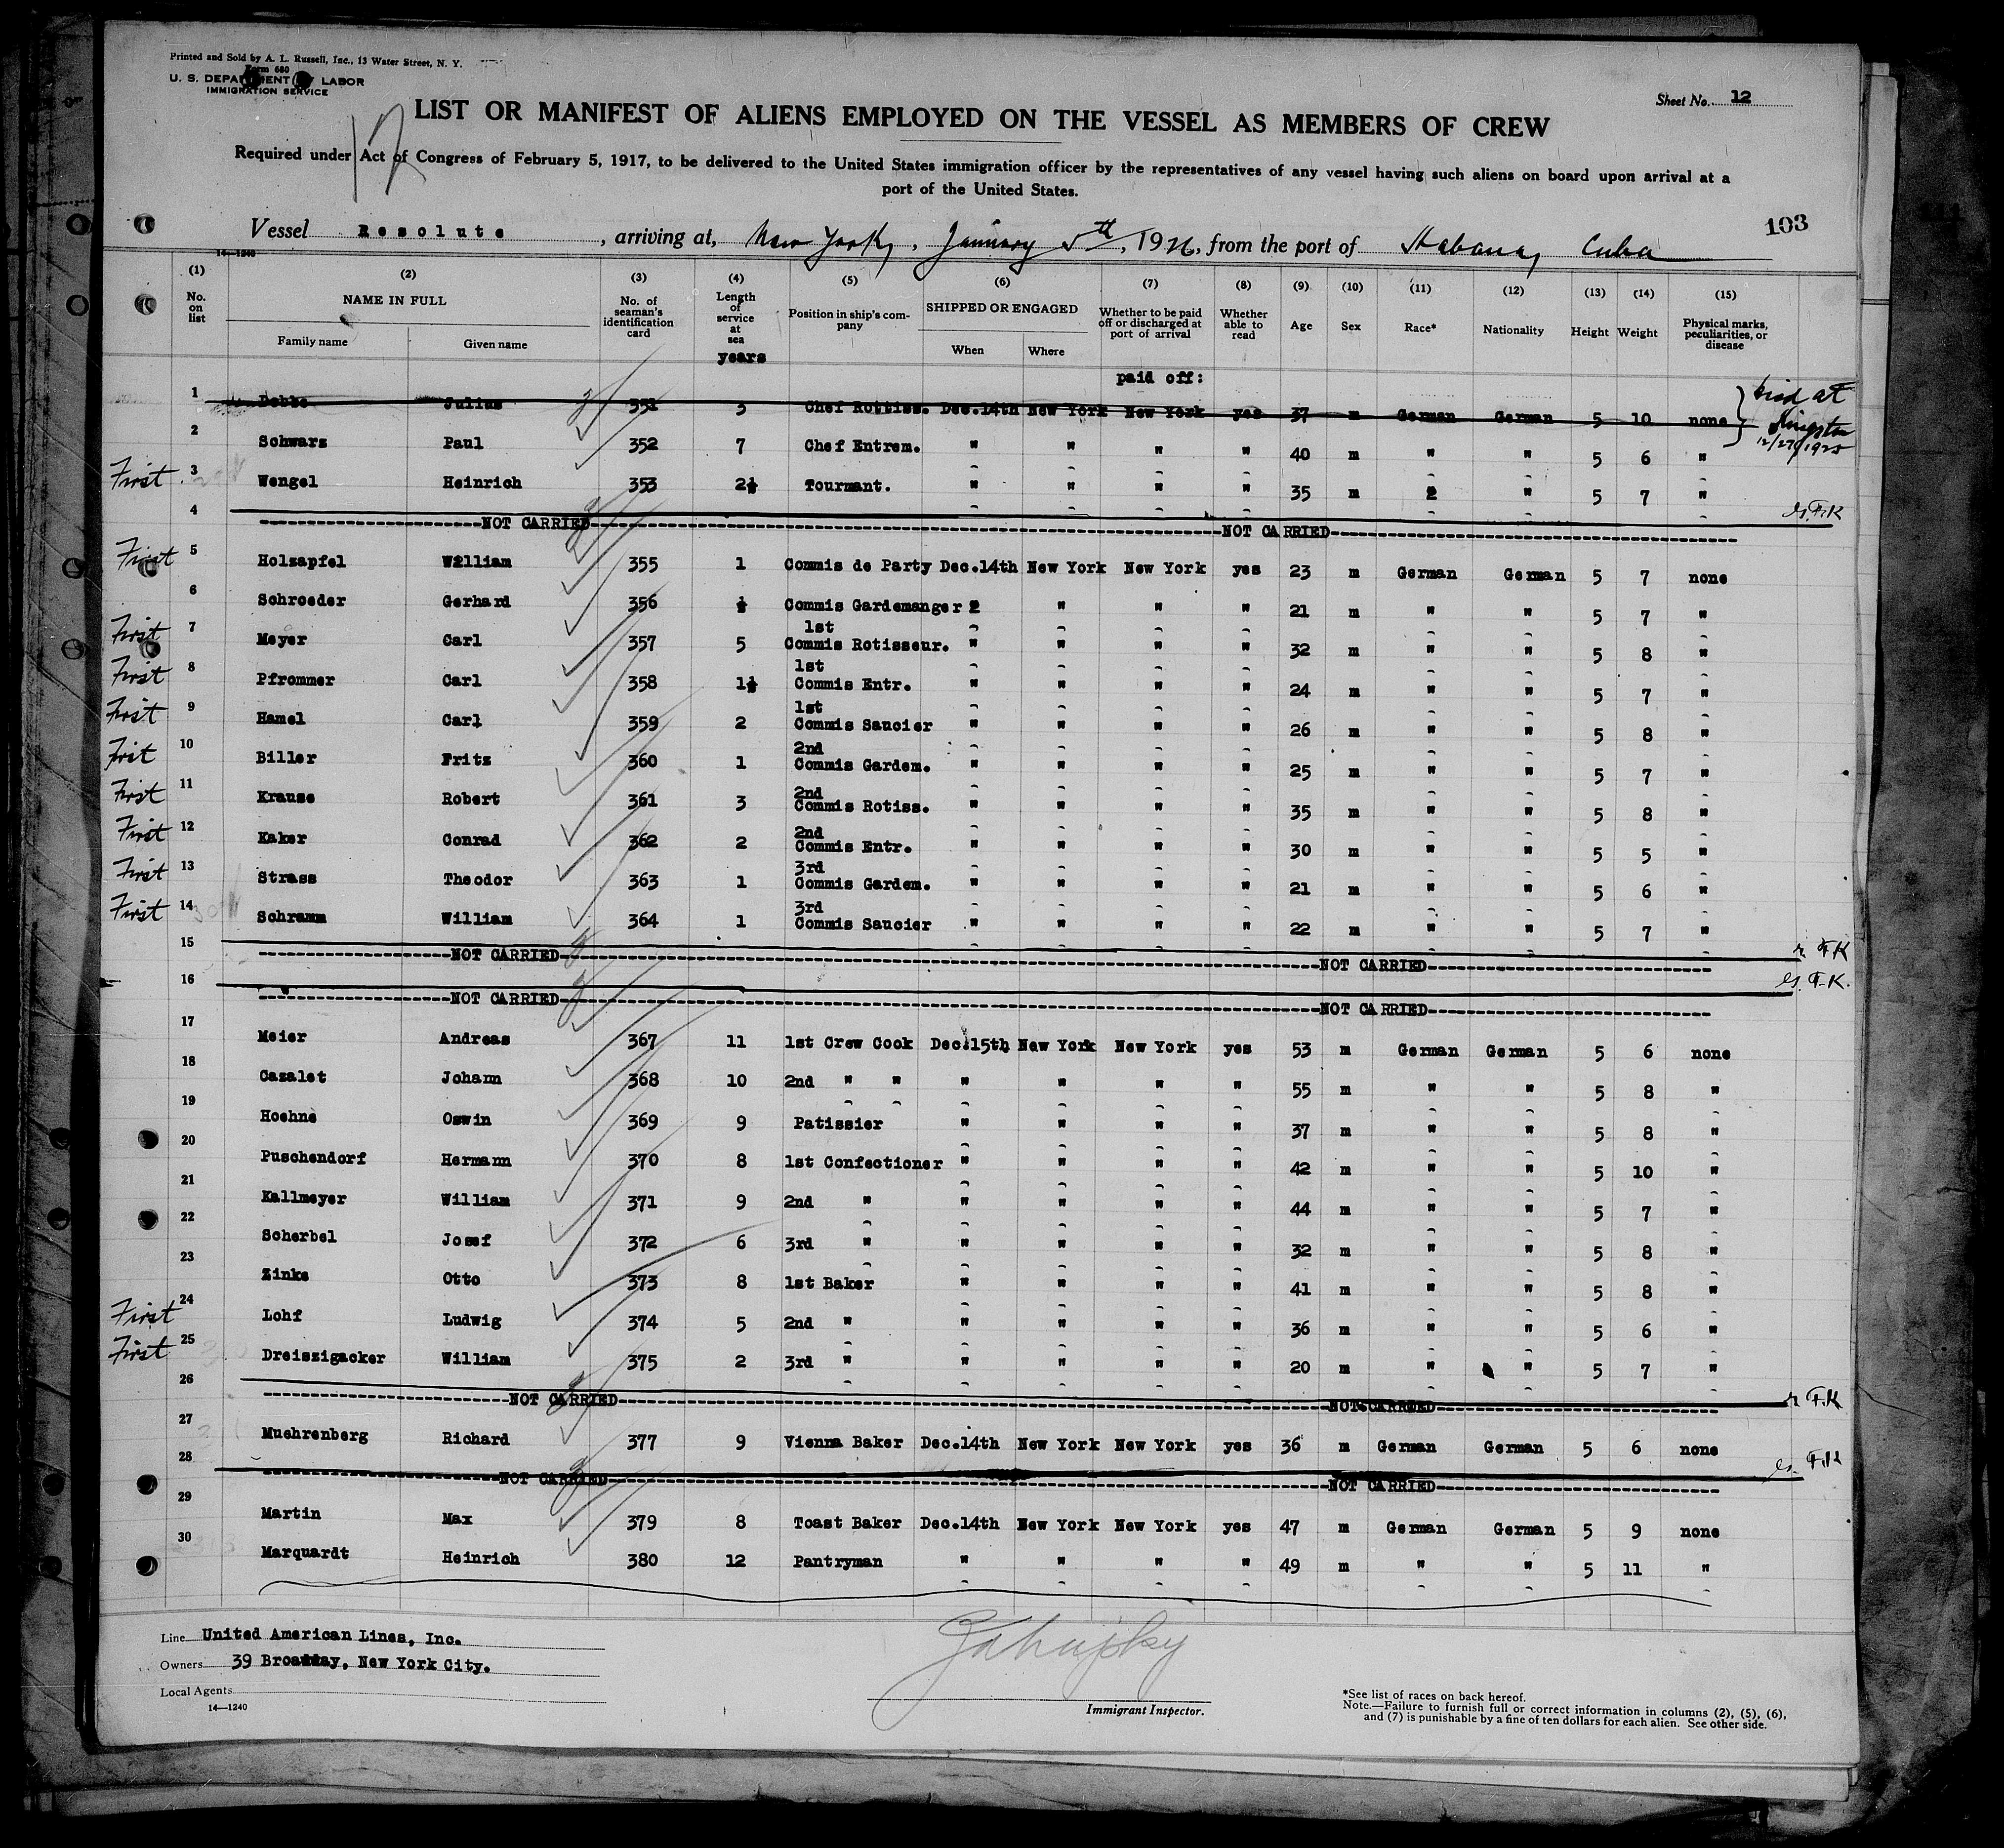 Printed and Sold by A. L. Russell, Inc., 13 Water Street, N. Y.
Form 680
U. S. DEPARTMENT OF LABOR
IMMIGRATION SERVICE
Sheet No. 12
12
LIST OR MANIFEST OF ALIENS EMPLOYED ON THE VESSEL AS MEMBERS OF CREW
Required under Act of Congress of February 5, 1917, to be delivered to the United States immigration officer by the representatives of any vessel having such aliens on board upon arrival at a
port of the United States.
103
Vessel Resolute, arriving at, New York, January 5th, 1926, from the port of Habana, Cuba
14—1240
(1) No. on list (2) NAME IN FULL Family name Given name (3) No. of seaman's identification card (4) Length of service at sea years (5) Position in ship's company (6) SHIPPED OR ENGAGED When Where (7) Whether to be paid off or discharged at port of arrival (8) Whether able to read (9) Age (10) Sex (11) Race* (12) Nationality (13) Height (14) Weight (15) Physical marks, peculiarities, or disease
paid off:
1 Debbe Julius 351 5 Chef Rottiss. Dec.14th New York New York yes 37 m German German 5 10 none } died at Kingston 12/27/1925
2 Schwarz Paul 352 7 Chef Entrem. " " " " 40 m " " 5 6 "
First 3 Wengel Heinrich 353 2½ Tournant. " " " " 35 m " " 5 7 "
4 NOT CARRIED NOT CARRIED
First 5 Holzapfel William 355 1 Commis de Party Dec.14th New York New York yes 23 m German German 5 7 none
6 Schroeder Gerhard 356 ½ Commis Gardemanger " " " " 21 m " " 5 7 "
First 7 Meyer Carl 357 5 1st Commis Rotisseur. " " " " 32 m " " 5 8 "
First 8 Pfrommer Carl 358 1½ 1st Commis Entr. " " " " 24 m " " 5 7 "
First 9 Hamel Carl 359 2 1st Commis Saucier " " " " 26 m " " 5 8 "
First 10 Biller Fritz 360 1 2nd Commis Gardem. " " " " 25 m " " 5 7 "
First 11 Krause Robert 361 3 2nd Commis Rotiss. " " " " 35 m " " 5 8 "
First 12 Kaker Conrad 362 2 2nd Commis Entr. " " " " 30 m " " 5 5 "
First 13 Strass Theodor 363 1 3rd Commis Gardem. " " " " 21 m " " 5 6 "
First 14 Schramm William 364 1 3rd Commis Saucier " " " " 22 m " " 5 7 "
15 NOT CARRIED NOT CARRIED
16 NOT CARRIED NOT CARRIED
17 Meier Andreas 367 11 1st Crew Cook Dec.15th New York New York yes 53 m German German 5 6 none
18 Cazalet Johann 368 10 2nd " " " " " " 55 m " " 5 8 "
19 Hoehne Oswin 369 9 Patissier " " " " 37 m " " 5 8 "
20 Puschendorf Hermann 370 8 1st Confectioner " " " " 42 m " " 5 10 "
21 Kallmeyer William 371 9 2nd " " " " " 44 m " " 5 7 "
22 Scherbel Josef 372 6 3rd " " " " " 32 m " " 5 8 "
23 Zinke Otto 373 8 1st Baker " " " " 41 m " " 5 8 "
First 24 Lohf Ludwig 374 5 2nd " " " " " 36 m " " 5 6 "
First 25 Dreiszigacker William 375 2 3rd " " " " " 20 m " " 5 7 "
26 NOT CARRIED NOT CARRIED
27 Muehrenberg Richard 377 9 Vienna Baker Dec.14th New York New York yes 36 m German German 5 6 none
28 NOT CARRIED NOT CARRIED
29 Martin Max 379 8 Toast Baker Dec.14th New York New York yes 47 m German German 5 9 none
30 Marquardt Heinrich 380 12 Pantryman " " " " 49 m " " 5 11 "
Line United American Lines, Inc.
Owners 39 Broadway, New York City.
Local Agents
14—1240
Immigrant Inspector.
*See list of races on back hereof.
Note.—Failure to furnish full or correct information in columns (2), (5), (6),
and (7) is punishable by a fine of ten dollars for each alien. See other side.